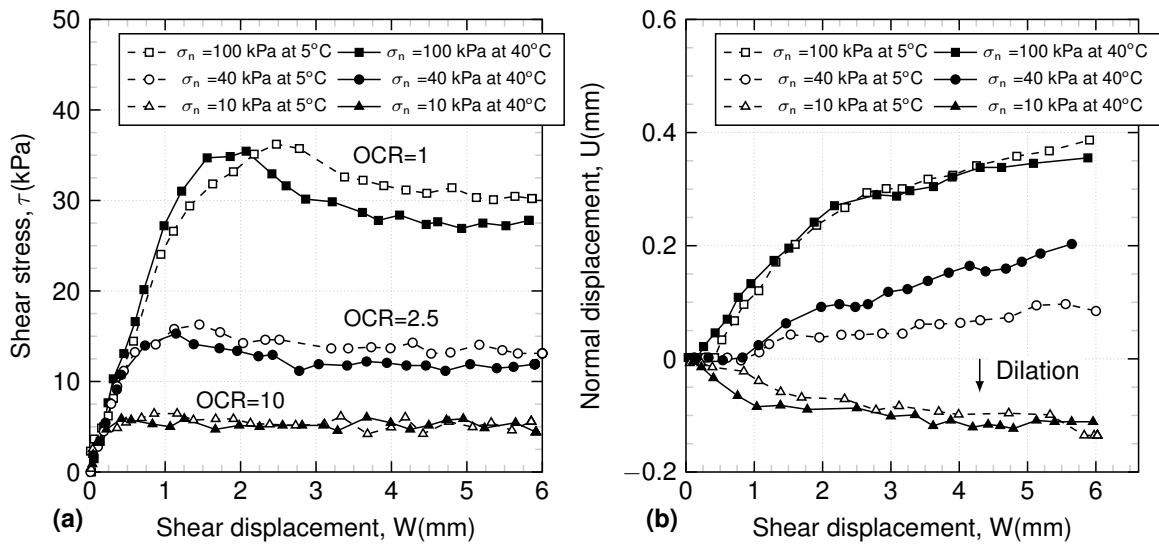 50
40
30
20
10
0
0
1
2
3
4
5
6
Shear stress, τ(kPa)
Shear displacement, W(mm)
σn =100 kPa at 5°C
σn =100 kPa at 40°C
σn =40 kPa at 5°C
σn =40 kPa at 40°C
σn =10 kPa at 5°C
σn =10 kPa at 40°C
OCR=1
OCR=2.5
OCR=10
(a)
0.6
0.4
0.2
0
−0.2
0
1
2
3
4
5
6
Normal displacement, U(mm)
Shear displacement, W(mm)
σn =100 kPa at 5°C
σn =100 kPa at 40°C
σn =40 kPa at 5°C
σn =40 kPa at 40°C
σn =10 kPa at 5°C
σn =10 kPa at 40°C
Dilation
(b)